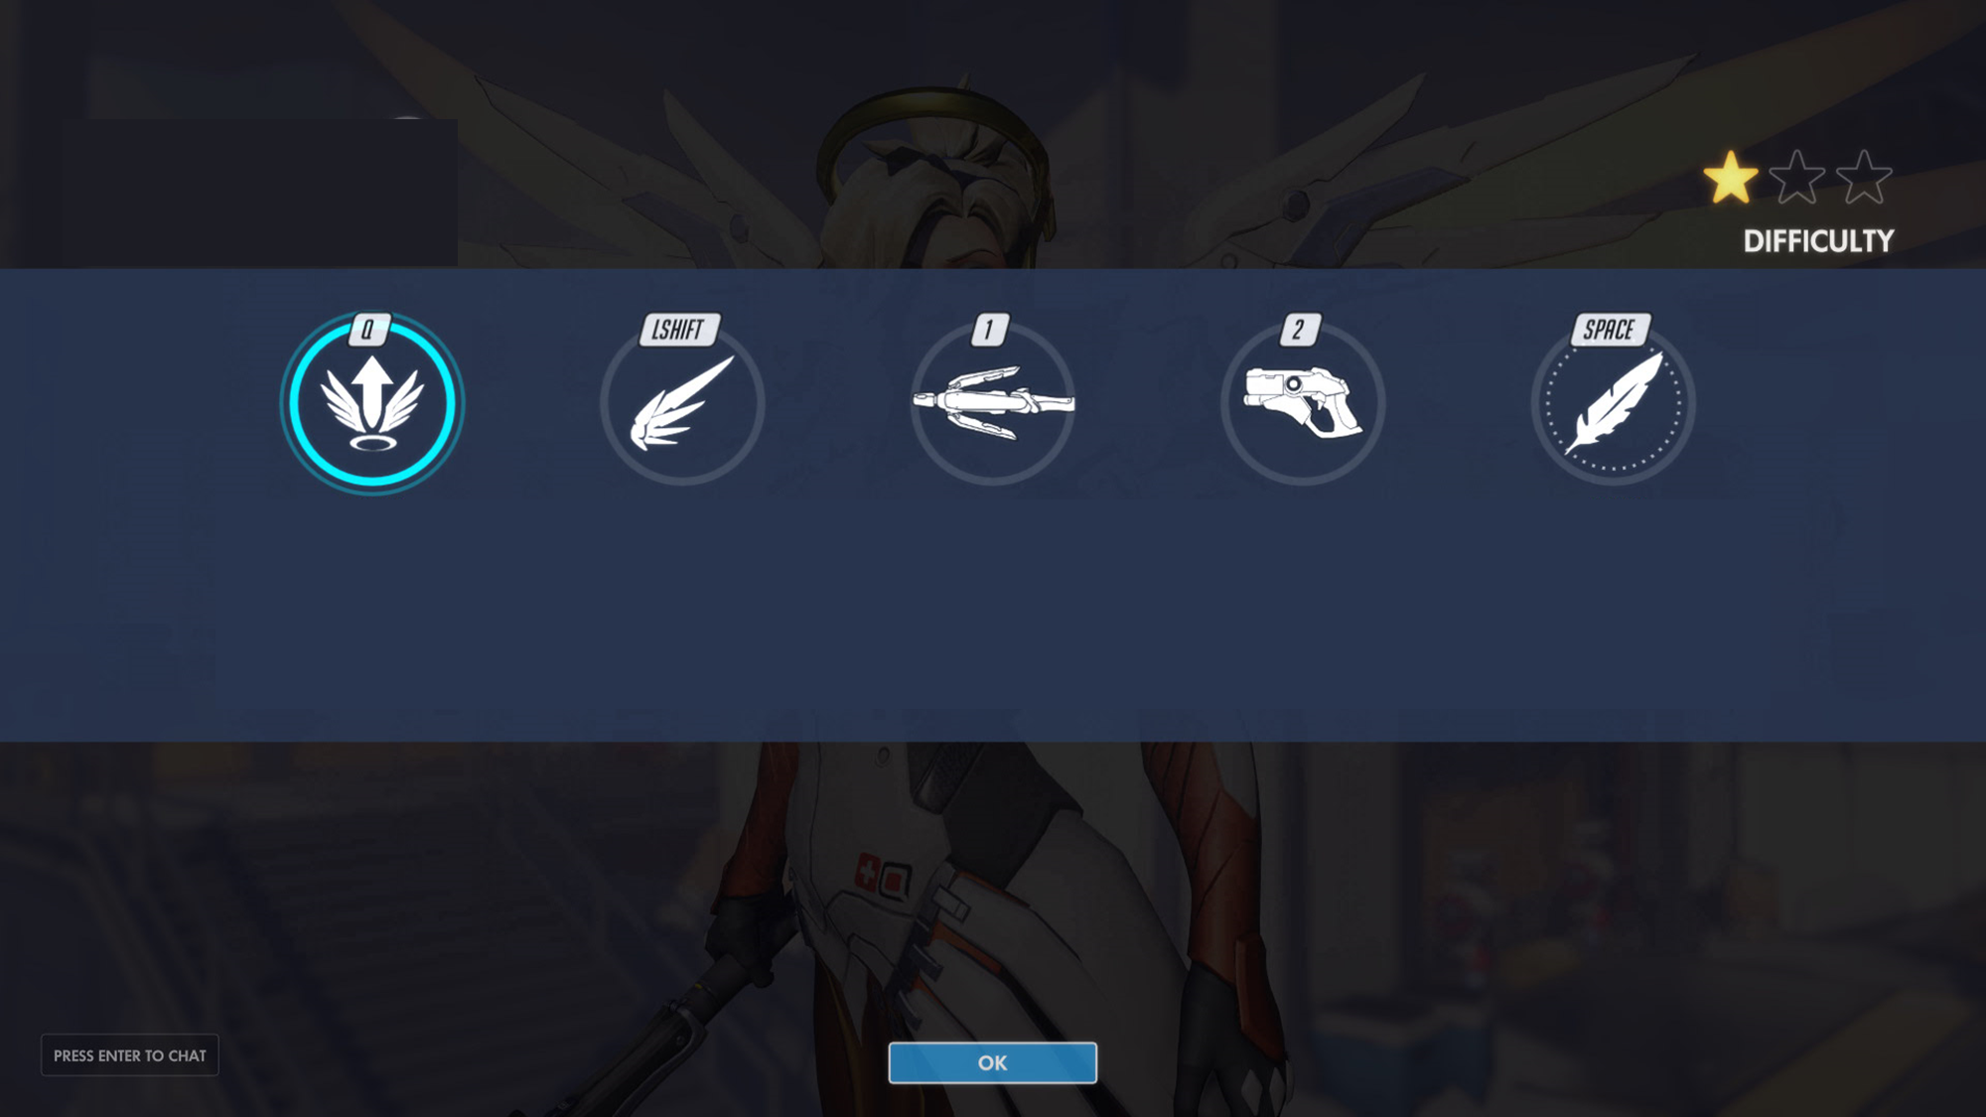 DIFFICULTY
Q
LSHIFT
1
2
SPACE
PRESS ENTER TO CHAT
OK